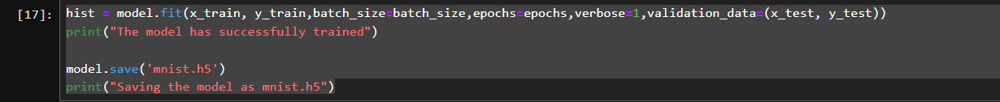 [17]: hist = model.fit(x_train, y_train,batch_size=batch_size,epochs=epochs,verbose=1,validation_data=(x_test, y_test))
print("The model has successfully trained")
model.save('mnist.h5')
print("Saving the model as mnist.h5")